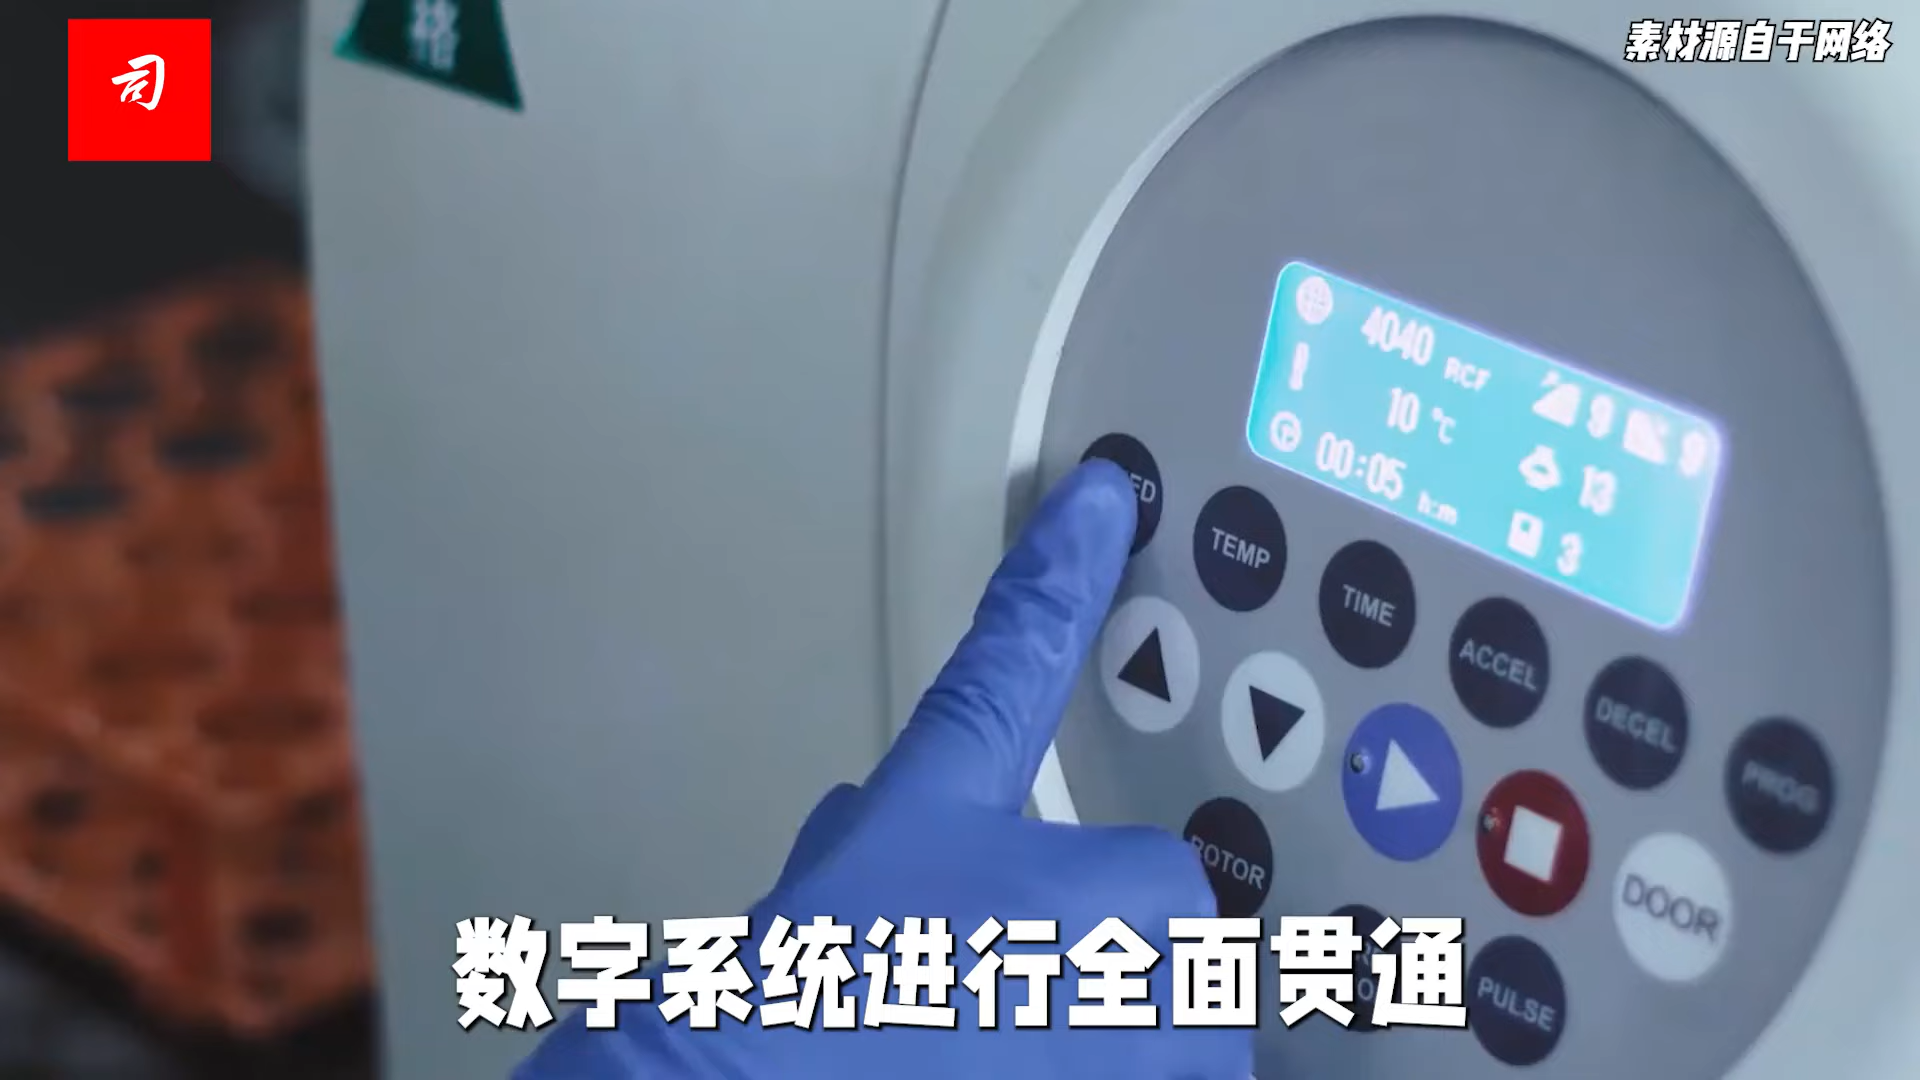 司
素材源自于网络
4040 RCF
9
9
10 ℃
13
00:05 h:m
3
TEMP
TIME
ACCEL
DECEL
PROG
ROTOR
DOOR
PULSE
数字系统进行全面贯通